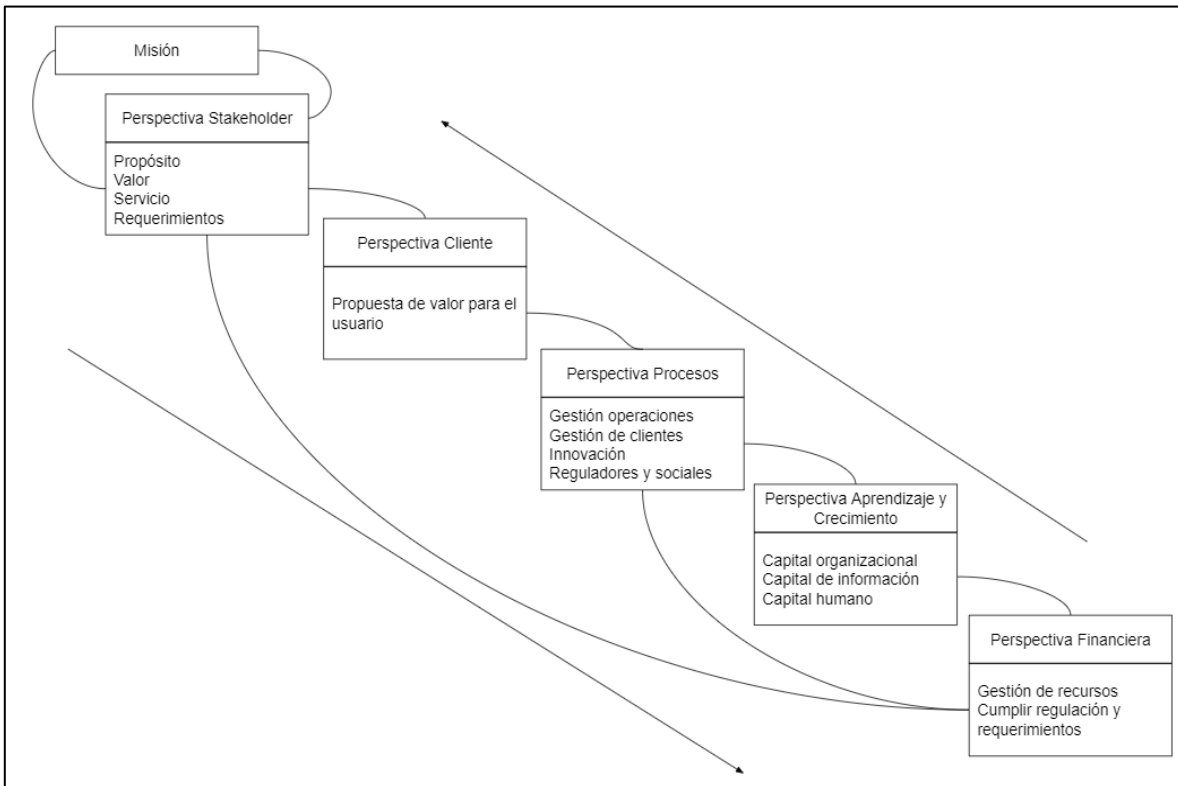 Misión
Perspectiva Stakeholder
Propósito
Valor
Servicio
Requerimientos
Perspectiva Cliente
Propuesta de valor para el
usuario
Perspectiva Procesos
Gestión operaciones
Gestión de clientes
Innovación
Reguladores y sociales
Perspectiva Aprendizaje y
Crecimiento
Capital organizacional
Capital de información
Capital humano
Perspectiva Financiera
Gestión de recursos
Cumplir regulación y
requerimientos